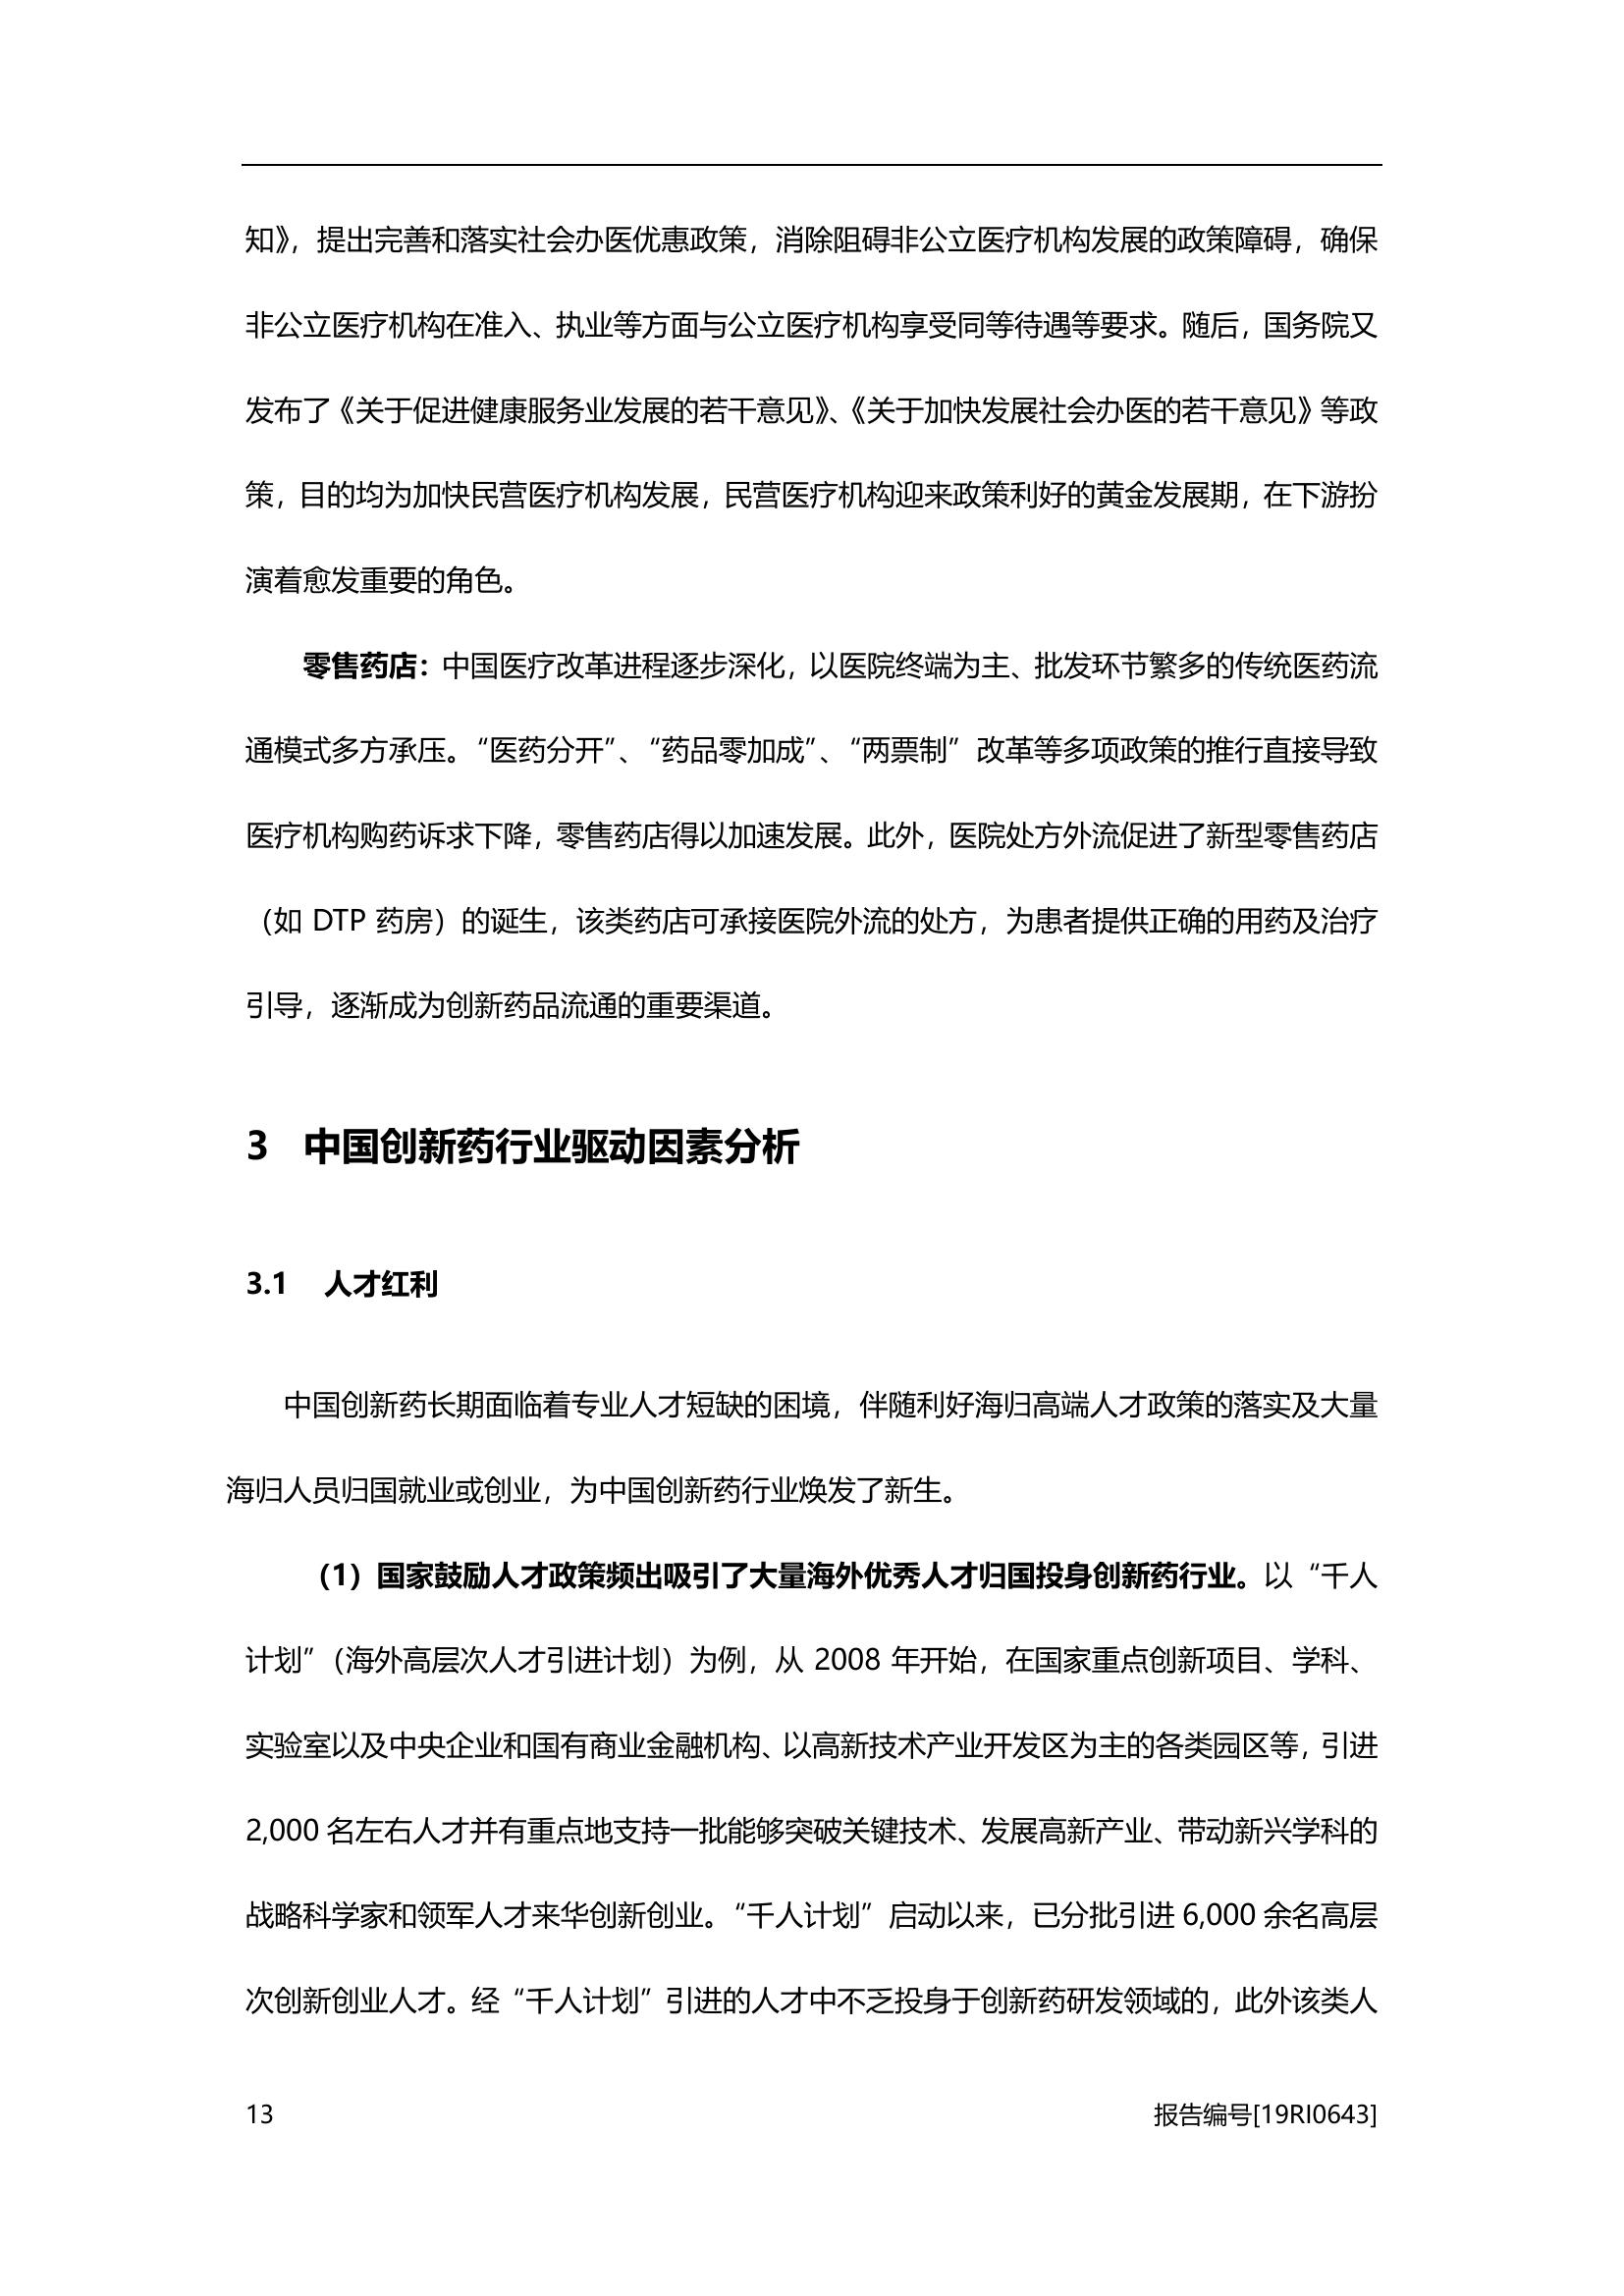 知》，提出完善和落实社会办医优惠政策，消除阻碍非公立医疗机构发展的政策障碍，确保
非公立医疗机构在准入、执业等方面与公立医疗机构享受同等待遇等要求。随后，国务院又
发布了《关于促进健康服务业发展的若干意见》、《关于加快发展社会办医的若干意见》等政
策，目的均为加快民营医疗机构发展，民营医疗机构迎来政策利好的黄金发展期，在下游扮
演着愈发重要的角色。
零售药店：中国医疗改革进程逐步深化，以医院终端为主、批发环节繁多的传统医药流
通模式多方承压。“医药分开”、“药品零加成”、“两票制”改革等多项政策的推行直接导致
医疗机构购药诉求下降，零售药店得以加速发展。此外，医院处方外流促进了新型零售药店
（如 DTP 药房）的诞生，该类药店可承接医院外流的处方，为患者提供正确的用药及治疗
引导，逐渐成为创新药品流通的重要渠道。
3 中国创新药行业驱动因素分析
3.1 人才红利
中国创新药长期面临着专业人才短缺的困境，伴随利好海归高端人才政策的落实及大量
海归人员归国就业或创业，为中国创新药行业焕发了新生。
（1）国家鼓励人才政策频出吸引了大量海外优秀人才归国投身创新药行业。以“千人
计划”（海外高层次人才引进计划）为例，从 2008 年开始，在国家重点创新项目、学科、
实验室以及中央企业和国有商业金融机构、以高新技术产业开发区为主的各类园区等，引进
2,000 名左右人才并有重点地支持一批能够突破关键技术、发展高新产业、带动新兴学科的
战略科学家和领军人才来华创新创业。“千人计划”启动以来，已分批引进 6,000 余名高层
次创新创业人才。经“千人计划”引进的人才中不乏投身于创新药研发领域的，此外该类人
13 报告编号[19RI0643]